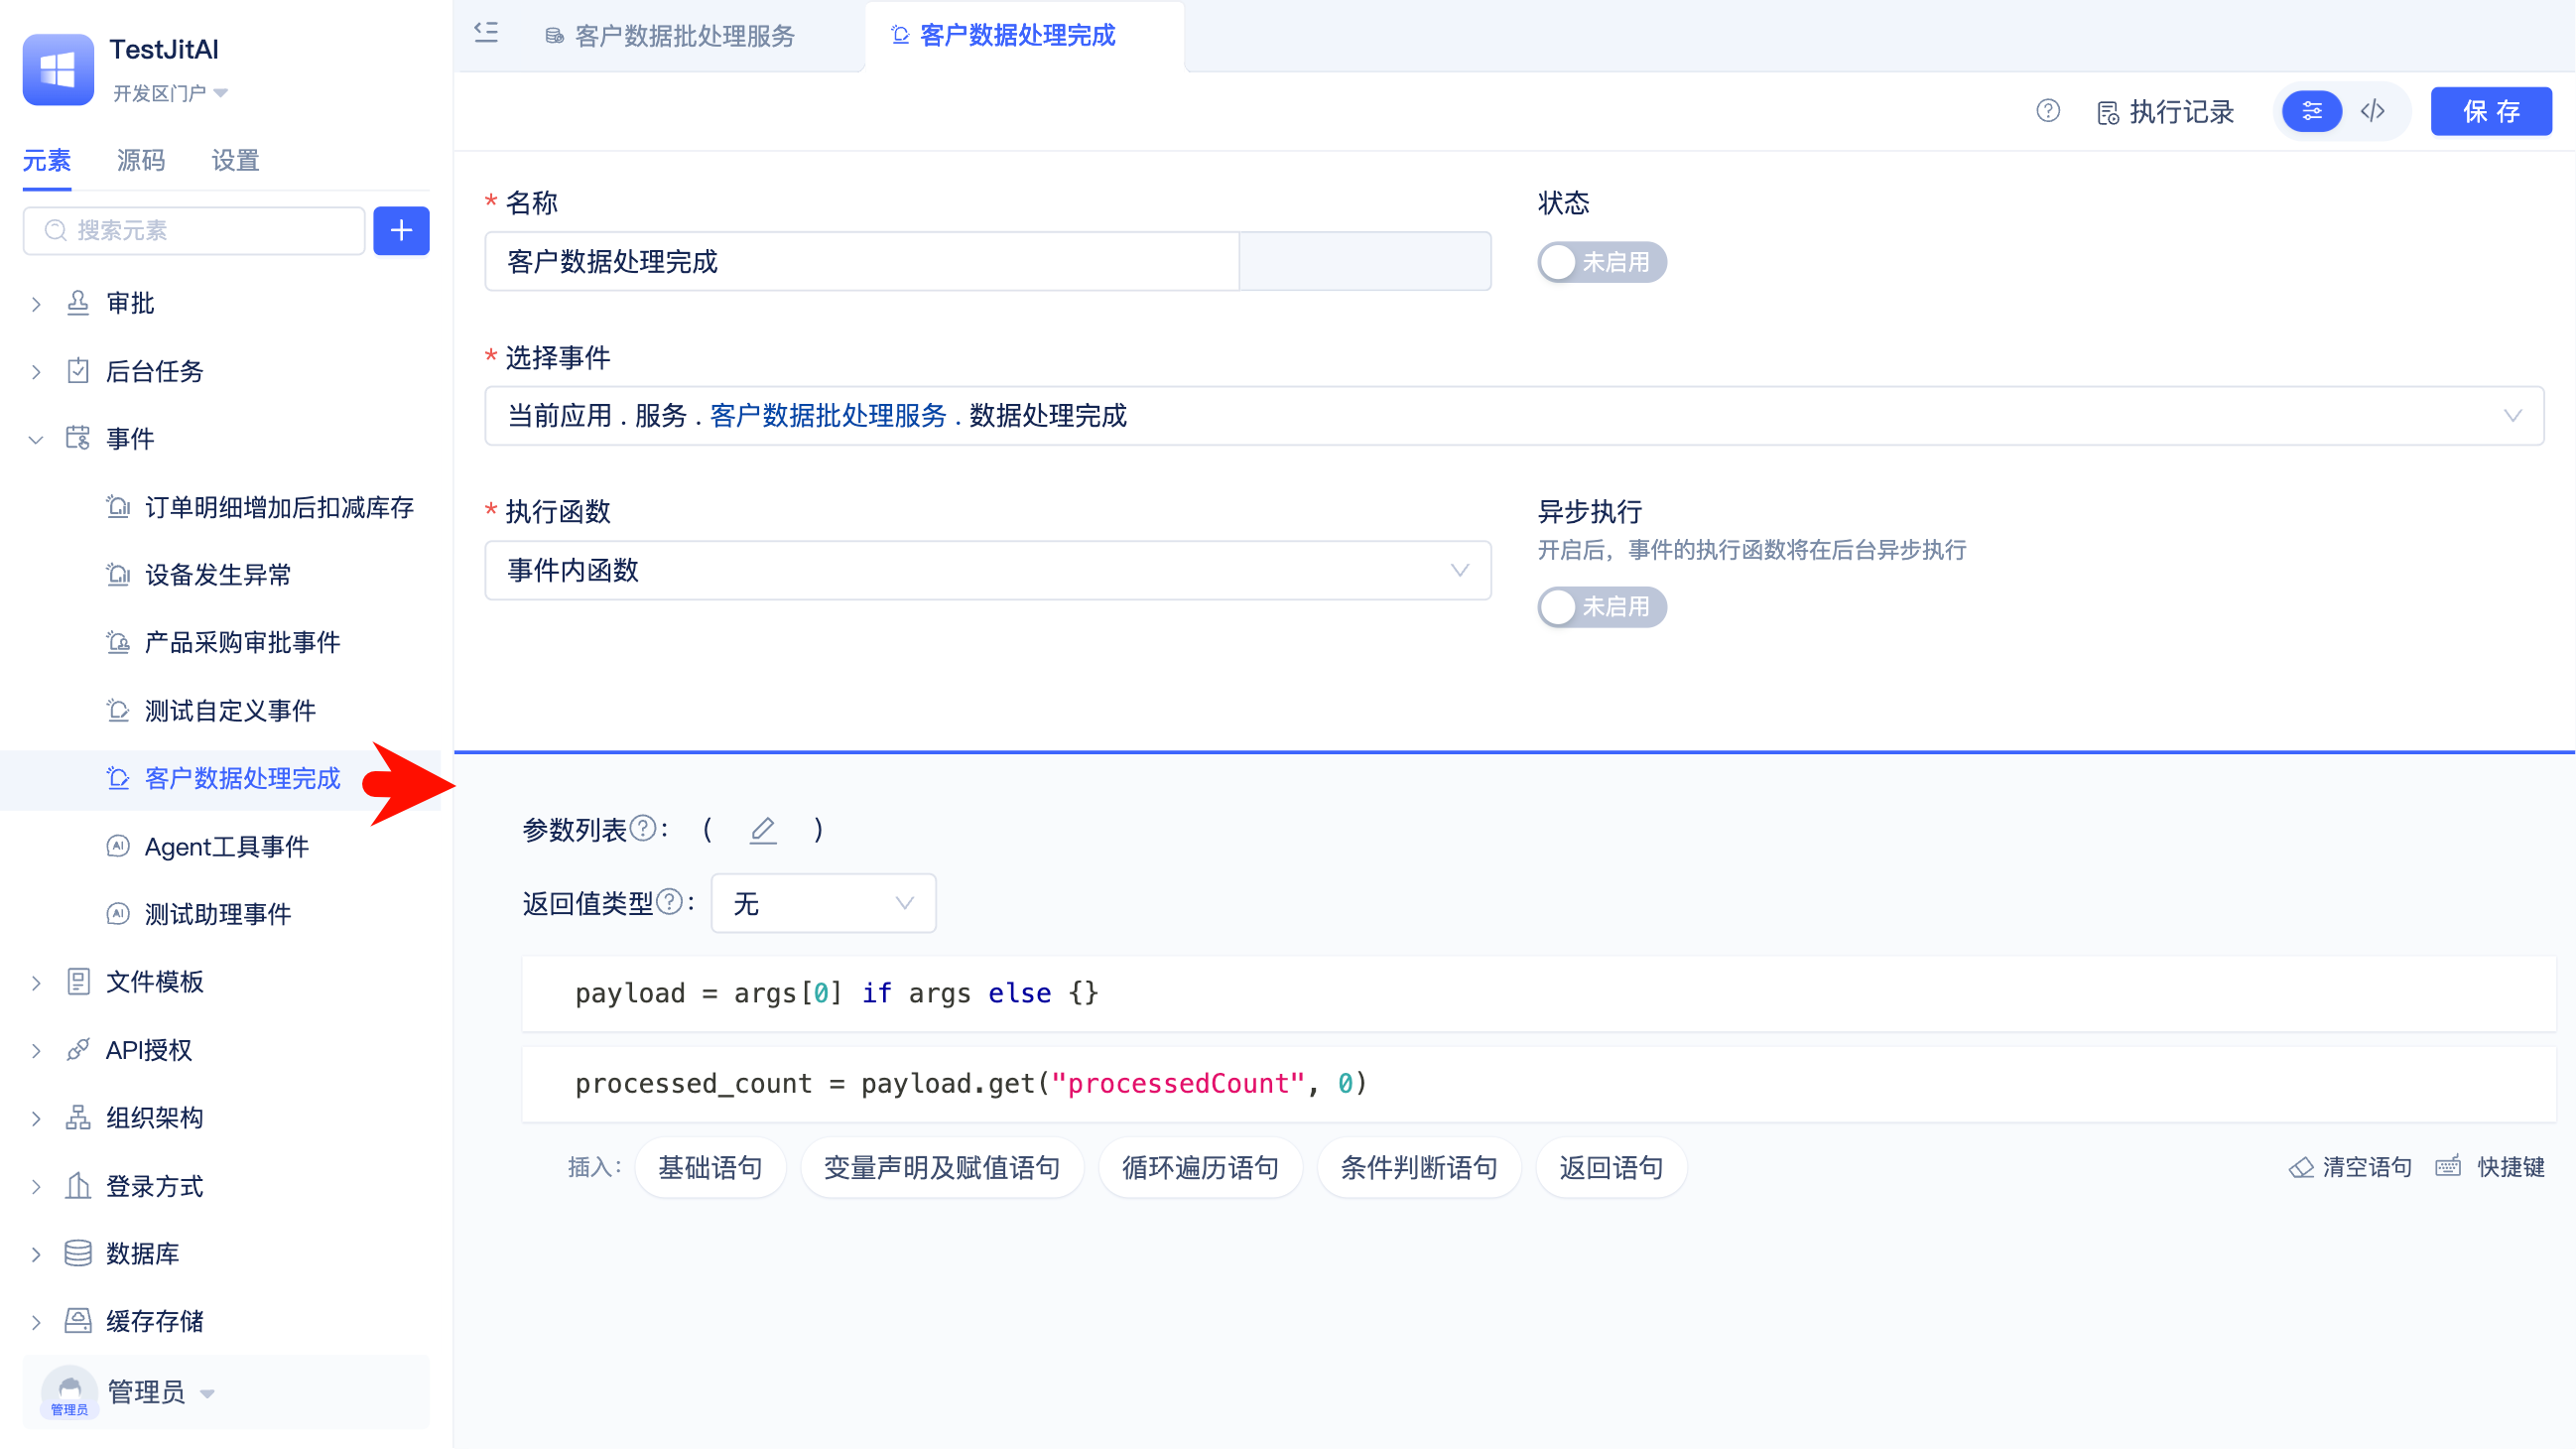 TestJitAI
开发区门户
元素 源码 设置
搜索元素
审批
后台任务
事件
订单明细增加后扣减库存
设备发生异常
产品采购审批事件
测试自定义事件
客户数据处理完成
Agent工具事件
测试助理事件
文件模板
API授权
组织架构
登录方式
数据库
缓存存储
管理员
管理员
客户数据批处理服务 客户数据处理完成
执行记录 保 存
* 名称 状态
客户数据处理完成 未启用
* 选择事件
当前应用 . 服务 . 客户数据批处理服务 . 数据处理完成
* 执行函数 异步执行
开启后，事件的执行函数将在后台异步执行
事件内函数
未启用
参数列表 : ( )
返回值类型 : 无
payload = args[0] if args else {}
processed_count = payload.get("processedCount", 0)
插入： 基础语句 变量声明及赋值语句 循环遍历语句 条件判断语句 返回语句 清空语句 快捷键